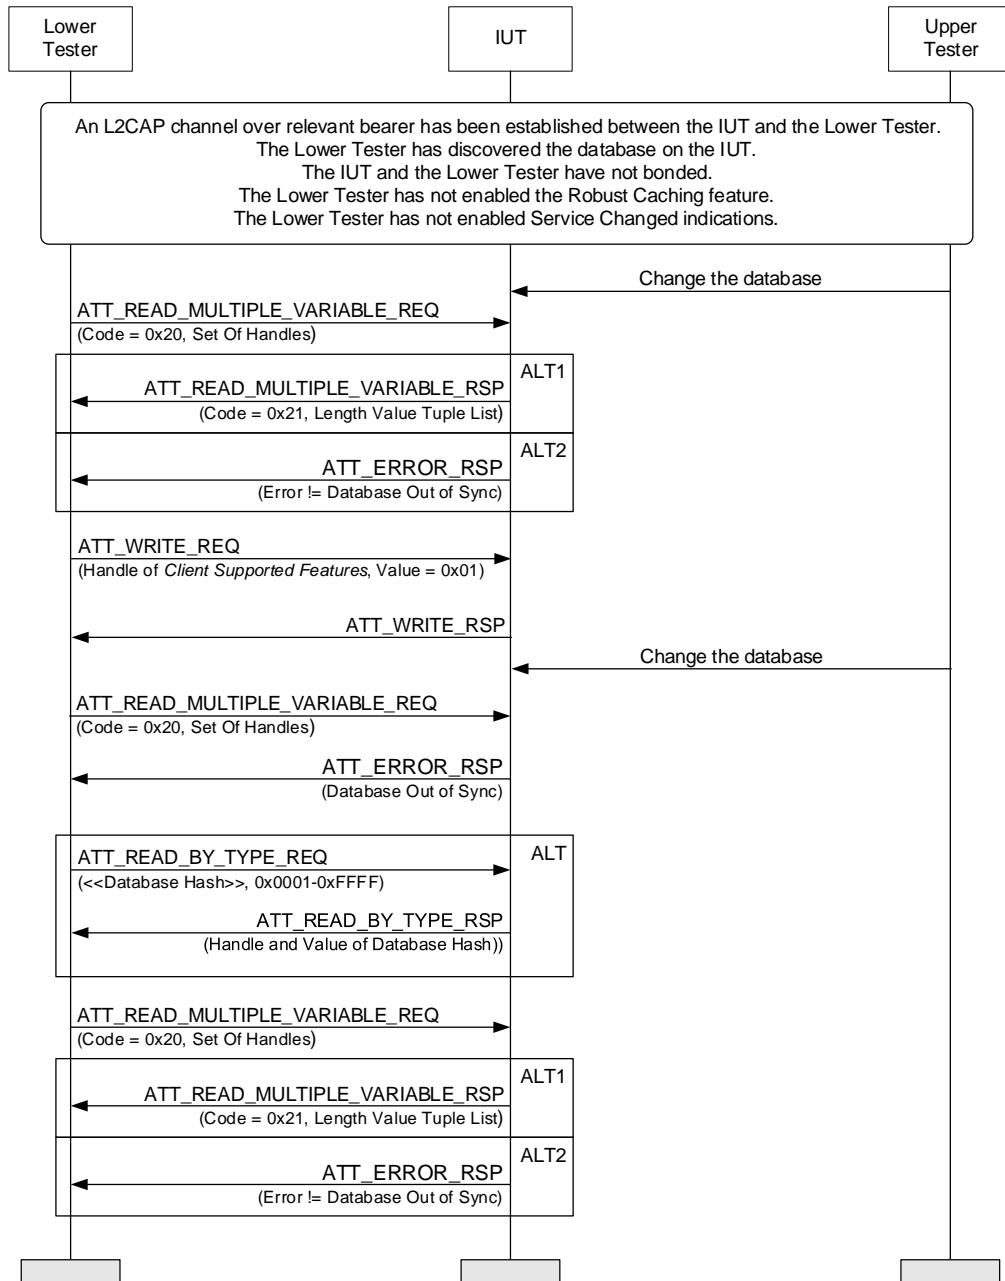 Lower
Tester
IUT
Upper
Tester
An L2CAP channel over relevant bearer has been established between the IUT and the Lower Tester.
The Lower Tester has discovered the database on the IUT.
The IUT and the Lower Tester have not bonded.
The Lower Tester has not enabled the Robust Caching feature.
The Lower Tester has not enabled Service Changed indications.
Change the database
ATT_READ_MULTIPLE_VARIABLE_REQ
(Code = 0x20, Set Of Handles)
ALT1
ATT_READ_MULTIPLE_VARIABLE_RSP
(Code = 0x21, Length Value Tuple List)
ALT2
ATT_ERROR_RSP
(Error != Database Out of Sync)
ATT_WRITE_REQ
(Handle of Client Supported Features, Value = 0x01)
ATT_WRITE_RSP
Change the database
ATT_READ_MULTIPLE_VARIABLE_REQ
(Code = 0x20, Set Of Handles)
ATT_ERROR_RSP
(Database Out of Sync)
ALT
ATT_READ_BY_TYPE_REQ
(<<Database Hash>>, 0x0001-0xFFFF)
ATT_READ_BY_TYPE_RSP
(Handle and Value of Database Hash))
ATT_READ_MULTIPLE_VARIABLE_REQ
(Code = 0x20, Set Of Handles)
ALT1
ATT_READ_MULTIPLE_VARIABLE_RSP
(Code = 0x21, Length Value Tuple List)
ALT2
ATT_ERROR_RSP
(Error != Database Out of Sync)